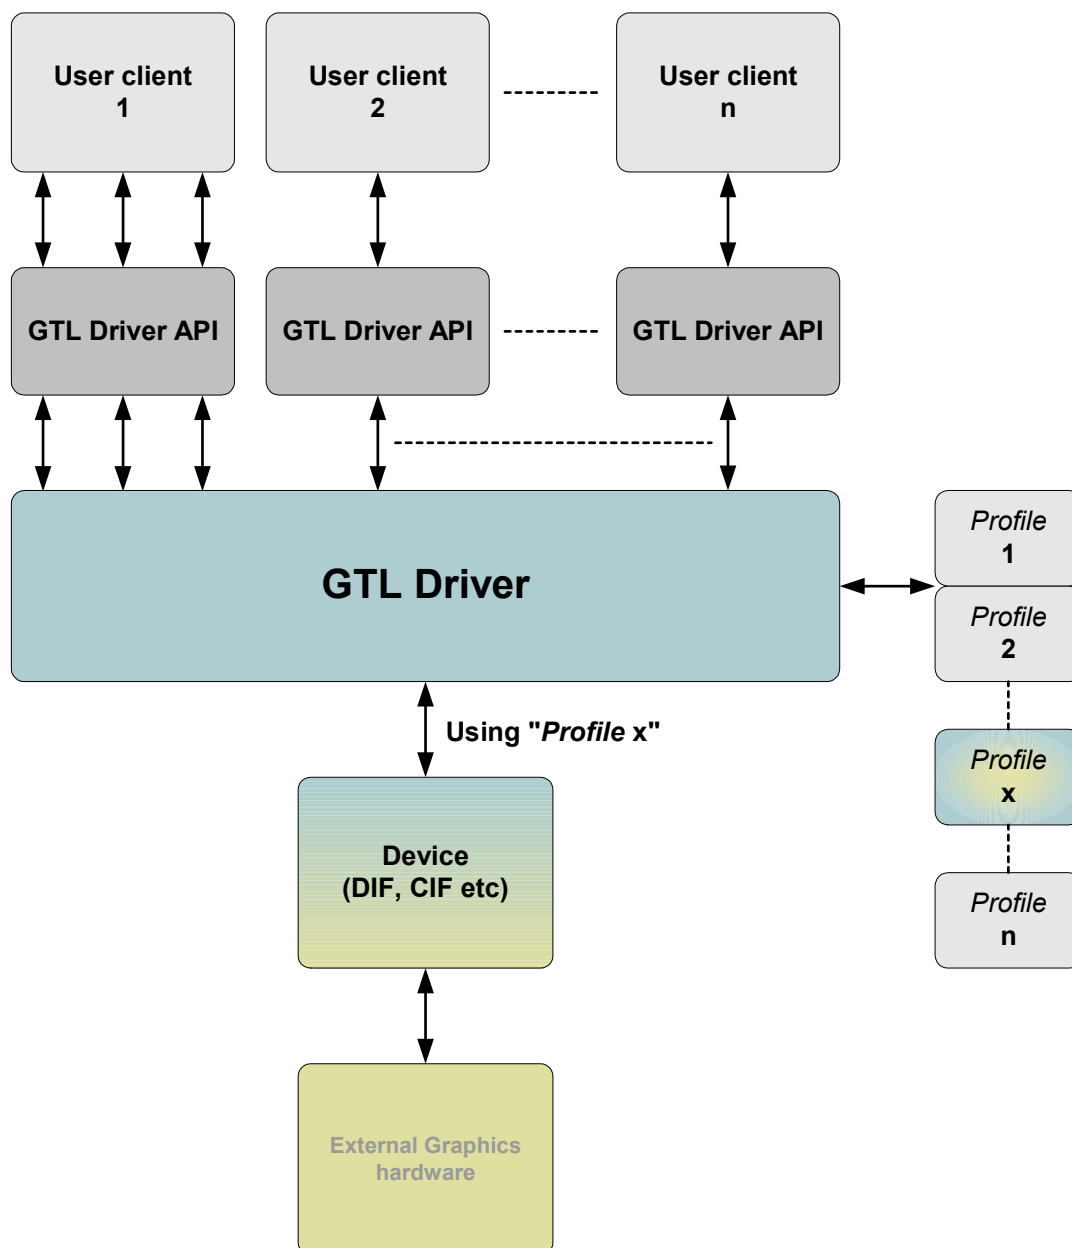 User client
1
User client
2
User client
n
GTL Driver API
GTL Driver API
GTL Driver API
GTL Driver
Profile
1
Profile
2
Using "Profile x"
Profile
x
Device
(DIF, CIF etc)
Profile
n
External Graphics
hardware